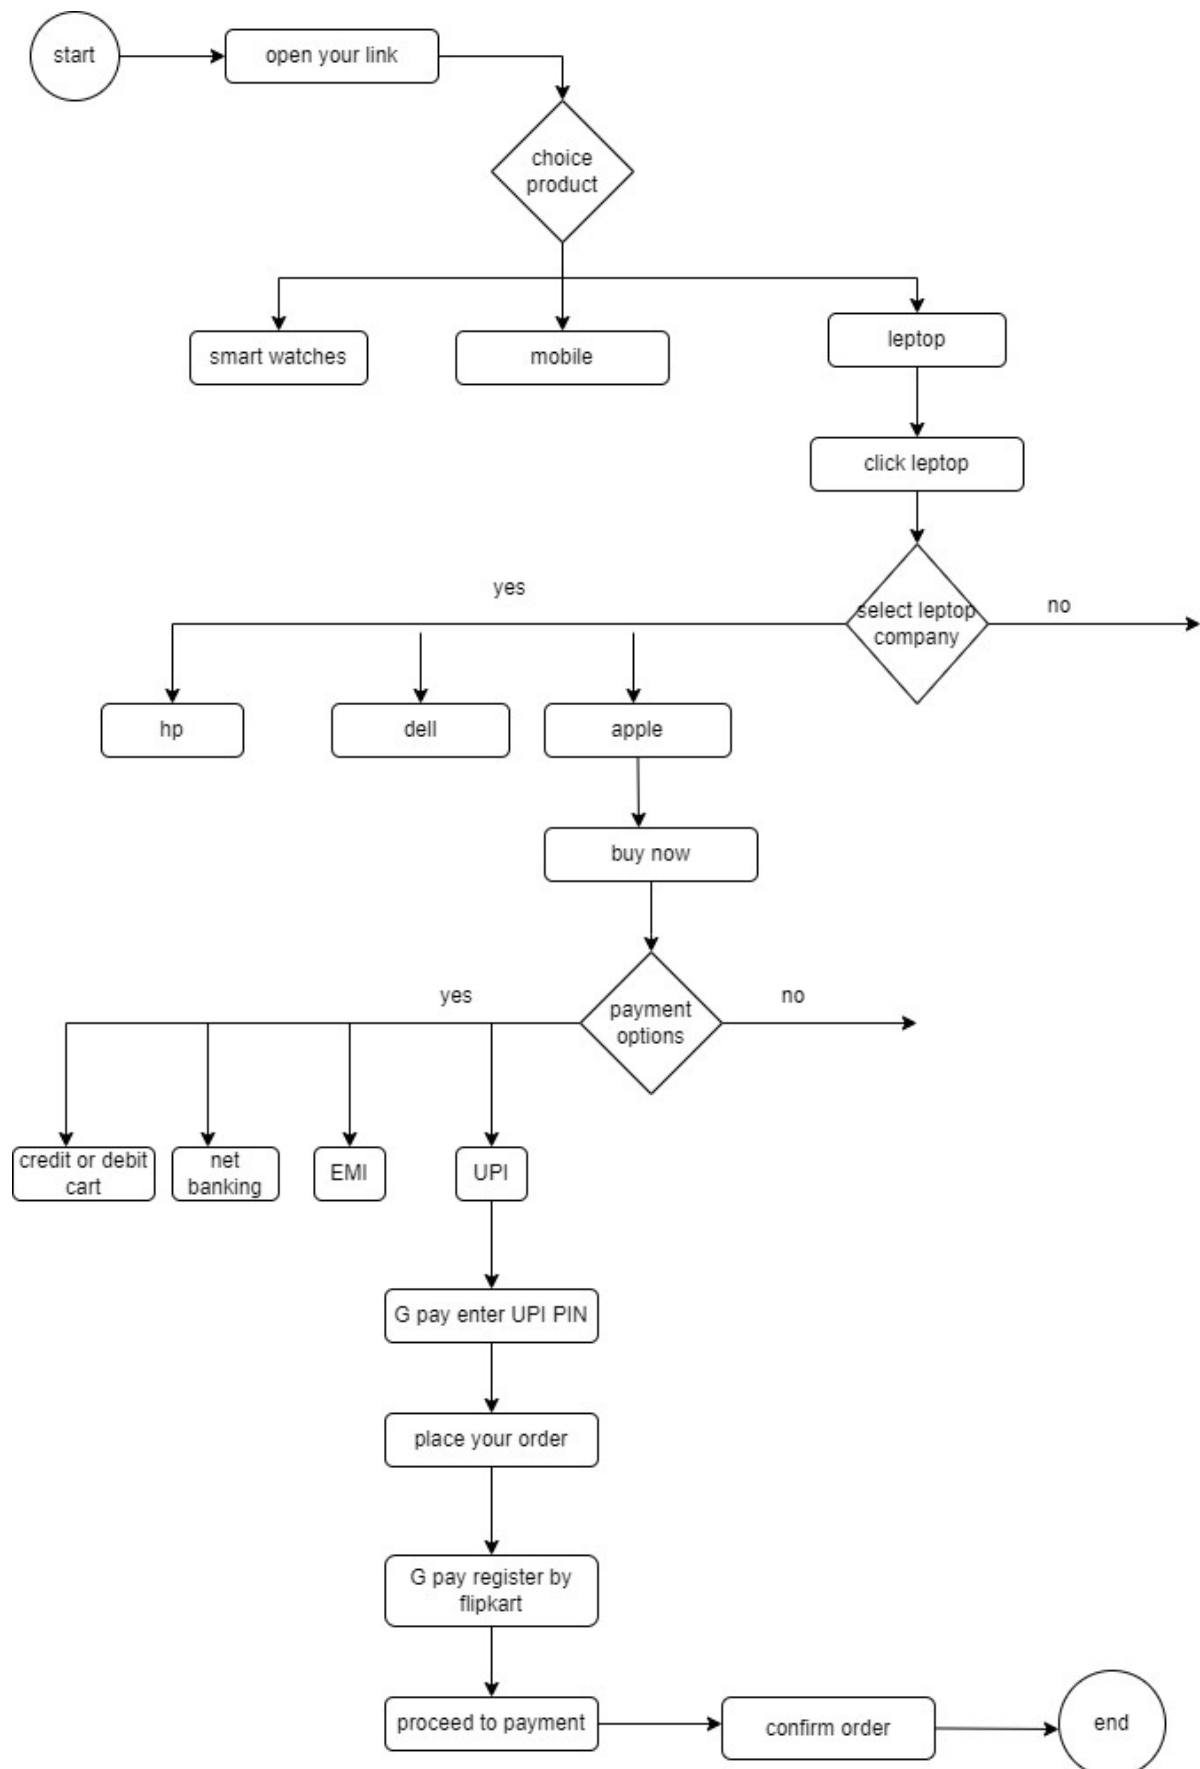 start
open your link
choice
product
smart watches
mobile
leptop
click leptop
yes
select leptop
company
no
hp
dell
apple
buy now
yes
payment
options
no
credit or debit
cart
net
banking
EMI
UPI
G pay enter UPI PIN
place your order
G pay register by
flipkart
proceed to payment
confirm order
end